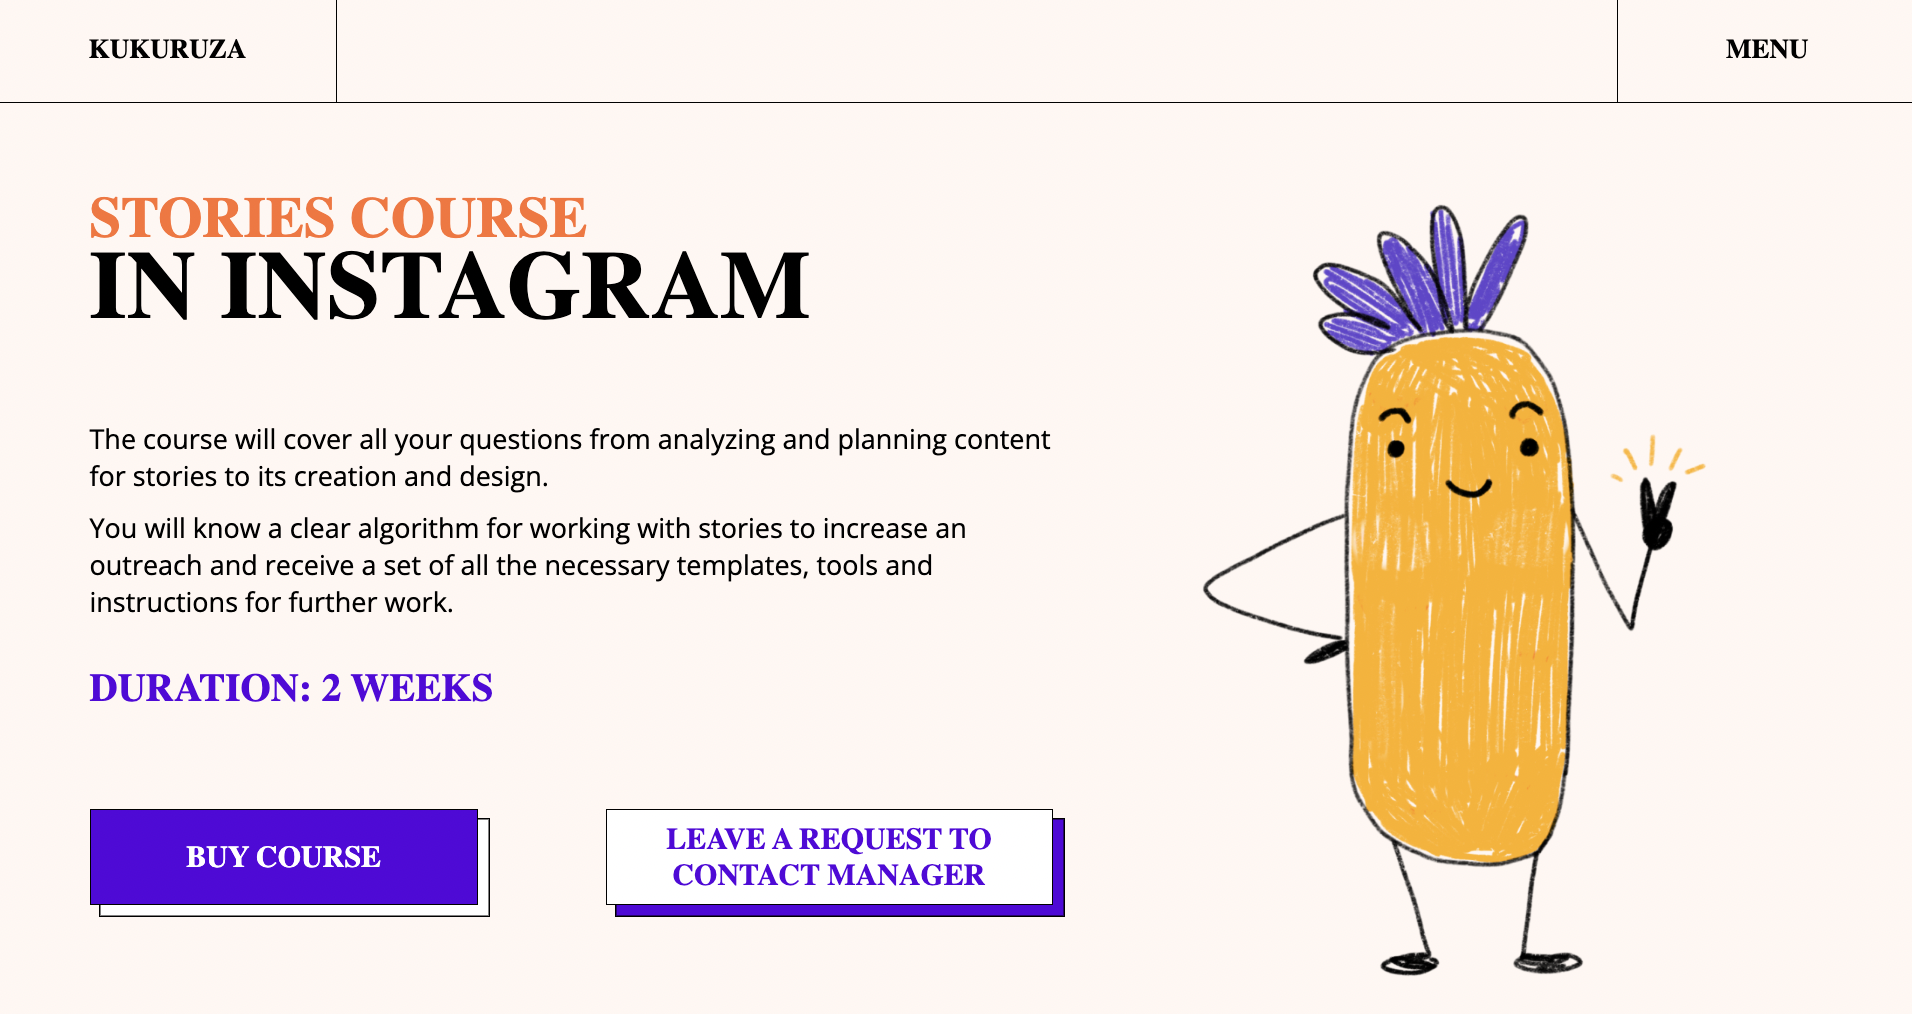 KUKURUZA
MENU
STORIES COURSE
IN INSTAGRAM
The course will cover all your questions from analyzing and planning content
for stories to its creation and design.
You will know a clear algorithm for working with stories to increase an
outreach and receive a set of all the necessary templates, tools and
instructions for further work.
DURATION: 2 WEEKS
BUY COURSE
LEAVE A REQUEST TO
CONTACT MANAGER